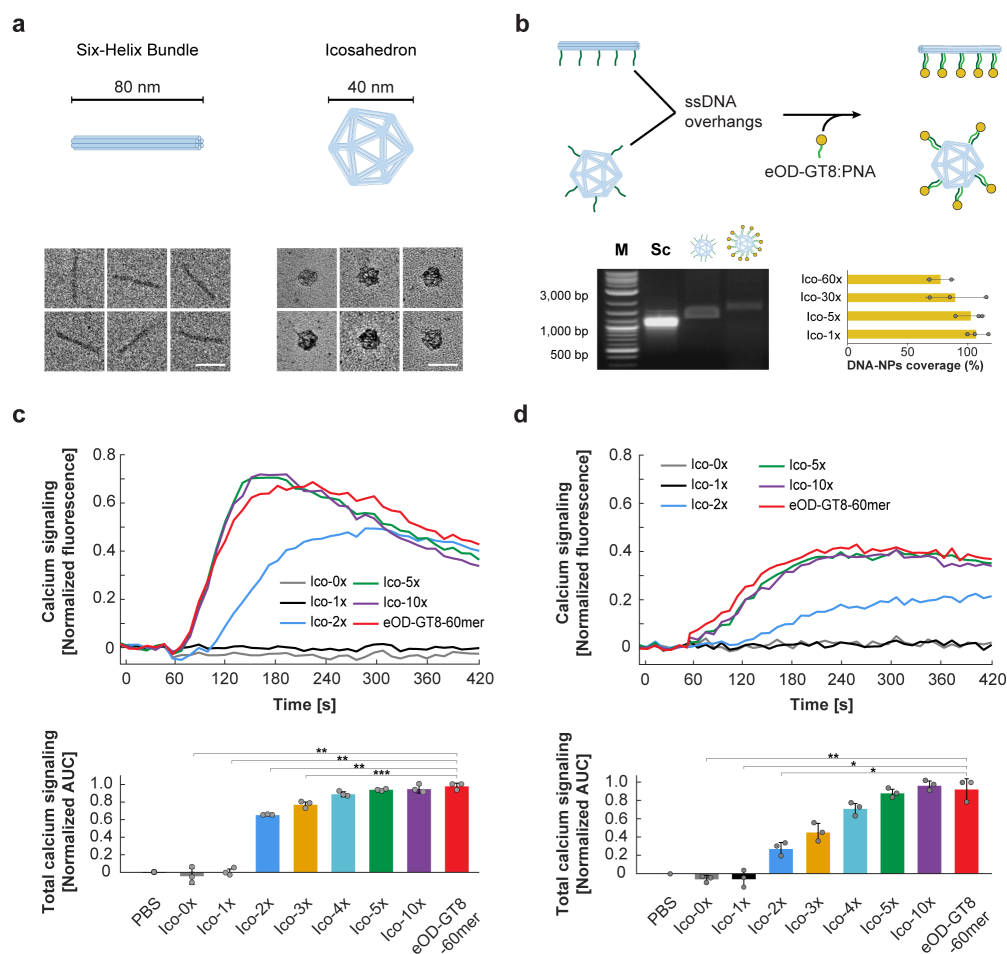 a
Six-Helix Bundle
Icosahedron
80 nm
40 nm
b
ssDNA
overhangs
eOD-GT8:PNA
M
Sc
3,000 bp
1,000 bp
500 bp
Ico-60x
Ico-30x
Ico-5x
Ico-1x
0
50
100
DNA-NPs coverage (%)
c
Calcium signaling
[Normalized fluorescence]
0.8
0.6
0.4
0.2
0
Ico-0x
Ico-1x
Ico-2x
Ico-5x
Ico-10x
eOD-GT8-60mer
0 60 120 180 240 300 360 420
Time [s]
Total calcium signaling
[Normalized AUC]
1.0
0.8
0.6
0.4
0.2
0
**
**
**
***
PBS
Ico-0x
Ico-1x
Ico-2x
Ico-3x
Ico-4x
Ico-5x
Ico-10x
eOD-GT8
-60mer
d
Calcium signaling
[Normalized fluorescence]
0.8
0.6
0.4
0.2
0
Ico-0x
Ico-1x
Ico-2x
Ico-5x
Ico-10x
eOD-GT8-60mer
0 60 120 180 240 300 360 420
Time [s]
Total calcium signaling
[Normalized AUC]
1.0
0.8
0.6
0.4
0.2
0
**
*
*
PBS
Ico-0x
Ico-1x
Ico-2x
Ico-3x
Ico-4x
Ico-5x
Ico-10x
eOD-GT8
-60mer